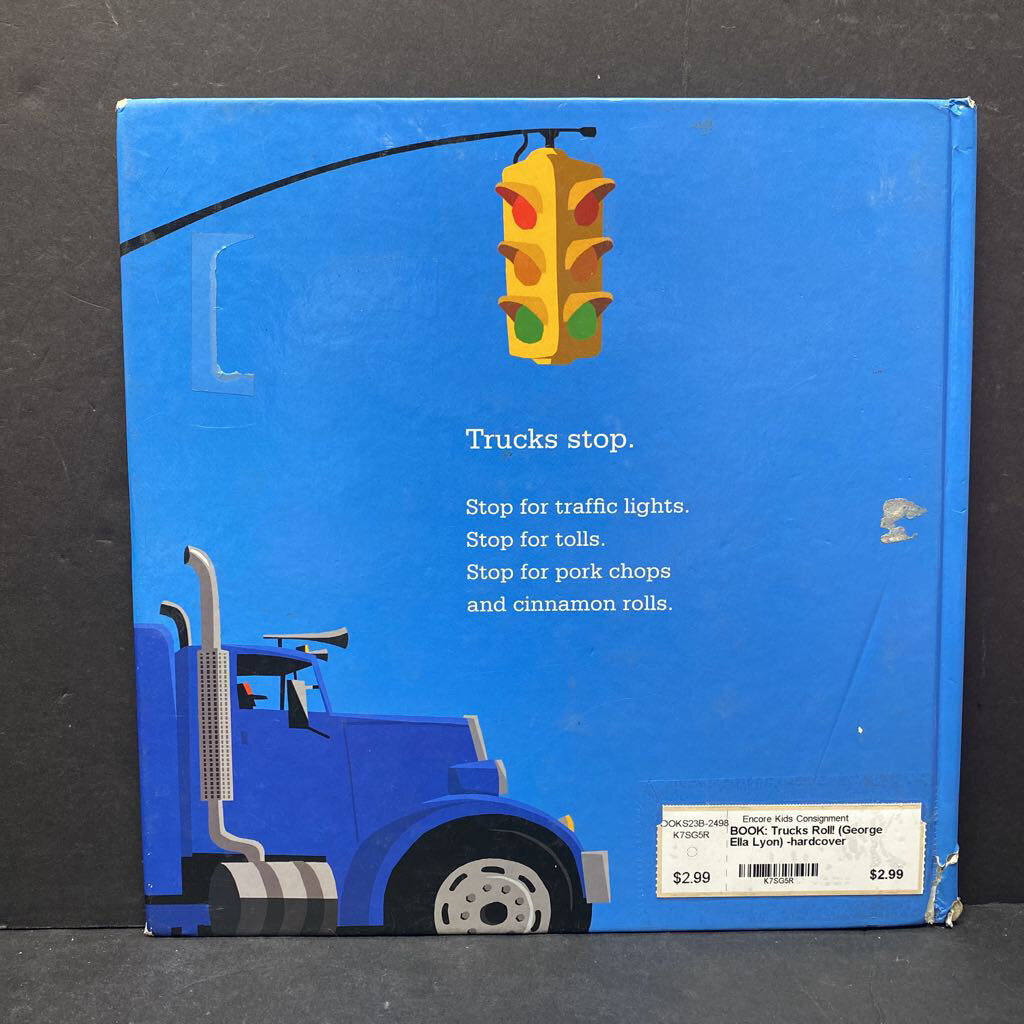 Trucks stop.
Stop for traffic lights.
Stop for tolls.
Stop for pork chops
and cinnamon rolls.
OOKS23B-2498
K7SG5R
$2.99
Encore Kids Consignment
BOOK: Trucks Roll! (George
Ella Lyon) -hardcover
K7SG5R
$2.99